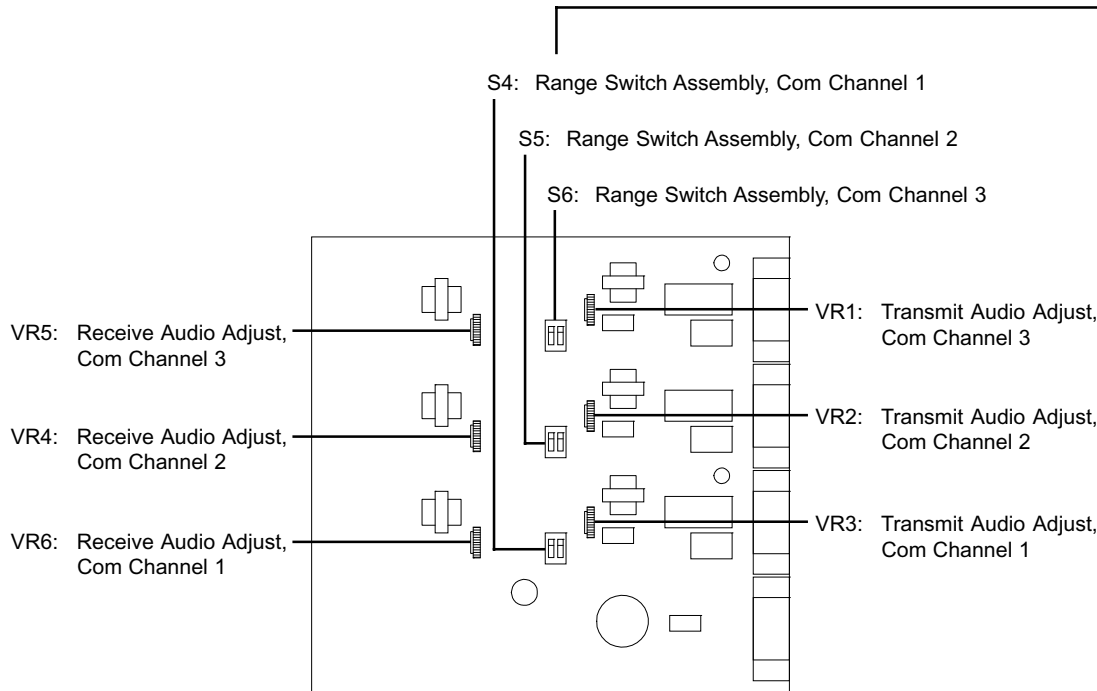 S4: Range Switch Assembly, Com Channel 1
S5: Range Switch Assembly, Com Channel 2
S6: Range Switch Assembly, Com Channel 3
VR5: Receive Audio Adjust,
Com Channel 3
VR4: Receive Audio Adjust,
Com Channel 2
VR6: Receive Audio Adjust,
Com Channel 1
VR1: Transmit Audio Adjust,
Com Channel 3
VR2: Transmit Audio Adjust,
Com Channel 2
VR3: Transmit Audio Adjust,
Com Channel 1